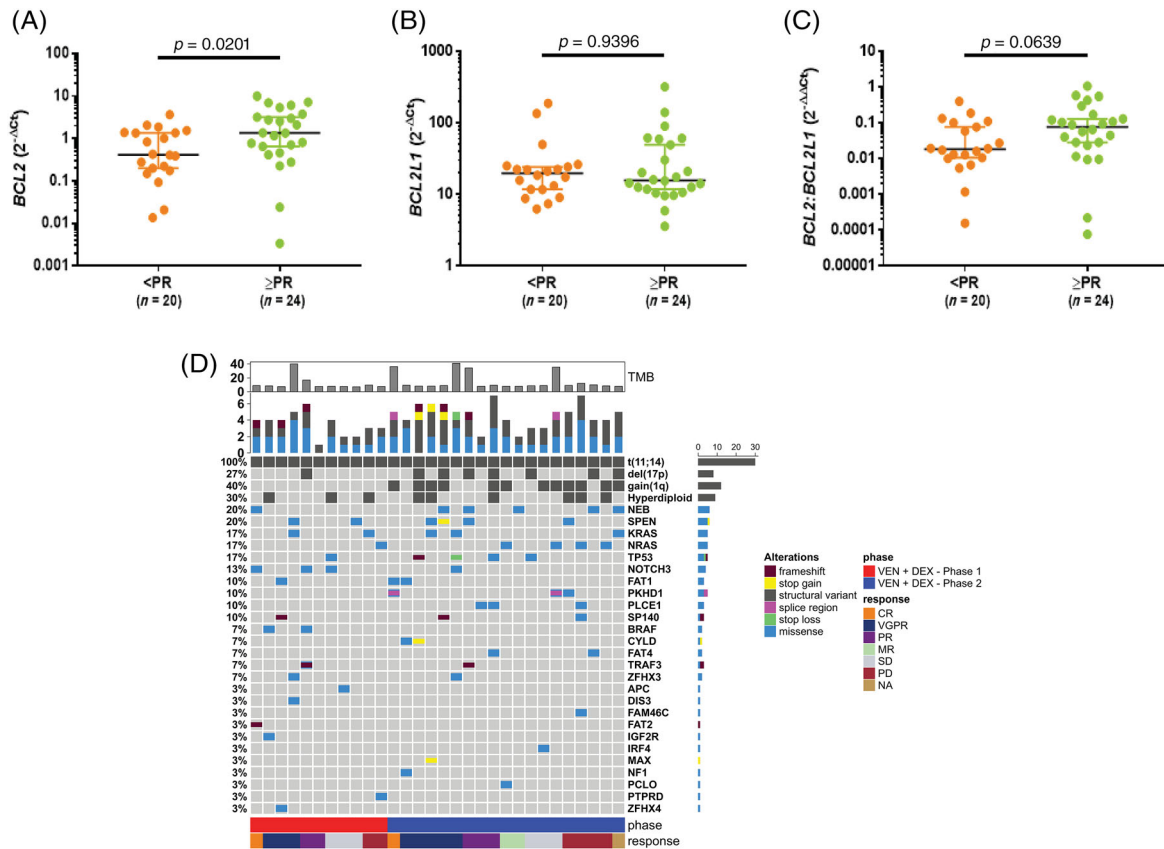 (A)
p = 0.0201
BCL2 (2^-ΔCt)
100
10
1
0.1
0.01
0.001
<PR
(n = 20)
≥PR
(n = 24)
(B)
p = 0.9396
BCL2L1 (2^-ΔCt)
1000
100
10
1
<PR
(n = 20)
≥PR
(n = 24)
(C)
p = 0.0639
BCL2:BCL2L1 (2^-ΔΔCt)
10
1
0.1
0.01
0.001
0.0001
0.00001
<PR
(n = 20)
≥PR
(n = 24)
(D)
40
20
0
TMB
6
4
2
0
0 10 20 30
100% t(11;14)
27% del(17p)
40% gain(1q)
30% Hyperdiploid
20% NEB
20% SPEN
17% KRAS
17% NRAS
17% TP53
13% NOTCH3
10% FAT1
10% PKHD1
10% PLCE1
10% SP140
7% BRAF
7% CYLD
7% FAT4
7% TRAF3
7% ZFHX3
3% APC
3% DIS3
3% FAM46C
3% FAT2
3% IGF2R
3% IRF4
3% MAX
3% NF1
3% PCLO
3% PTPRD
3% ZFHX4
phase
response
Alterations
frameshift
stop gain
structural variant
splice region
stop loss
missense
phase
VEN + DEX - Phase 1
VEN + DEX - Phase 2
response
CR
VGPR
PR
MR
SD
PD
NA